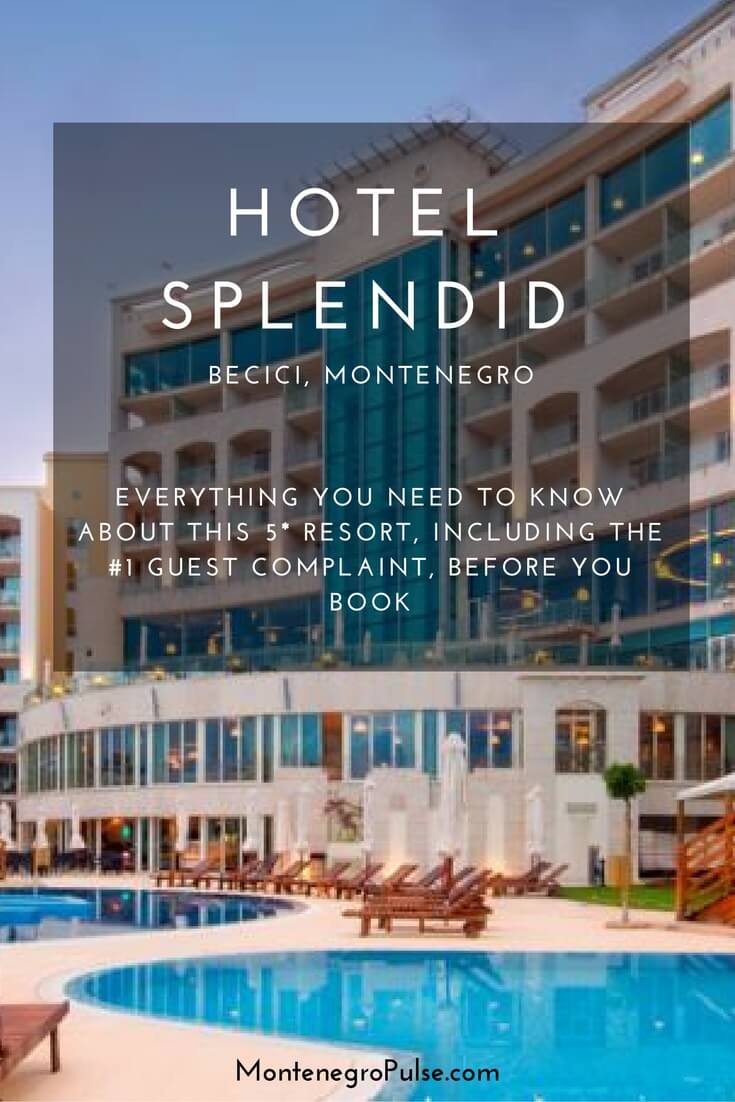 HOTEL
SPLENDID
BECICI, MONTENEGRO
EVERYTHING YOU NEED TO KNOW
ABOUT THIS 5* RESORT, INCLUDING THE
#1 GUEST COMPLAINT, BEFORE YOU
BOOK
MontenegroPulse.com